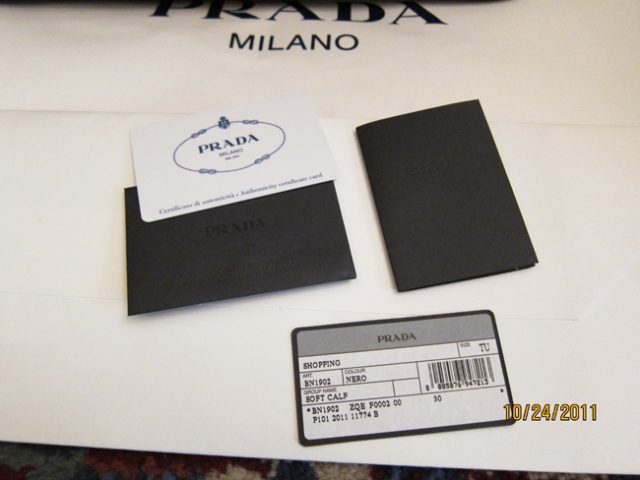 PRADA
MILANO
PRADA
MILANO
Certificato di autenticità • Authenticity certificate card
PRADA
PRADA
SHOPPING
SIZE TU
ART. BN1902
COLOUR NERO
GROUP NAME
SOFT CALF
*BN1902 ZQE F0002 00 30
P101 2011 11774 B
10/24/2011